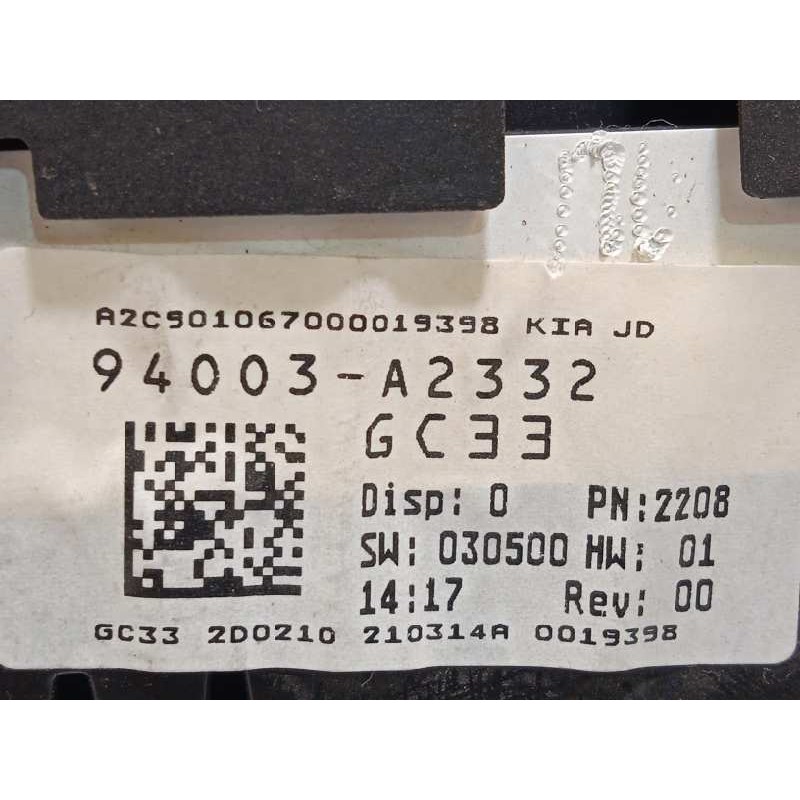 A2C901067000019398 KIA JD
94003-A2332
GC33
Disp: 0 PN:2208
SW: 030500 HW: 01
14:17 Rev: 00
GC33 2D0210 210314A 0019398